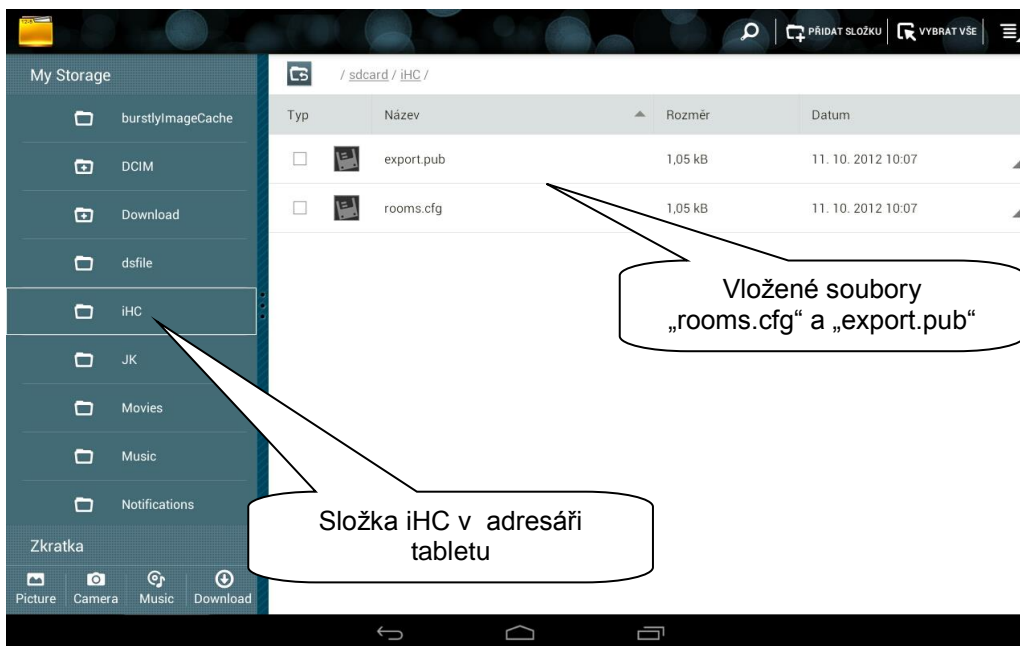 PŘIDAT SLOŽKU VYBRAT VŠE
My Storage
/ sdcard / iHC /
burstlyImageCache
DCIM
Download
dsfile
iHC
JK
Movies
Music
Notifications
Typ Název Rozměr Datum
export.pub 1,05 kB 11. 10. 2012 10:07
rooms.cfg 1,05 kB 11. 10. 2012 10:07
Vložené soubory
„rooms.cfg“ a „export.pub“
Složka iHC v adresáři
tabletu
Zkratka
Picture Camera Music Download